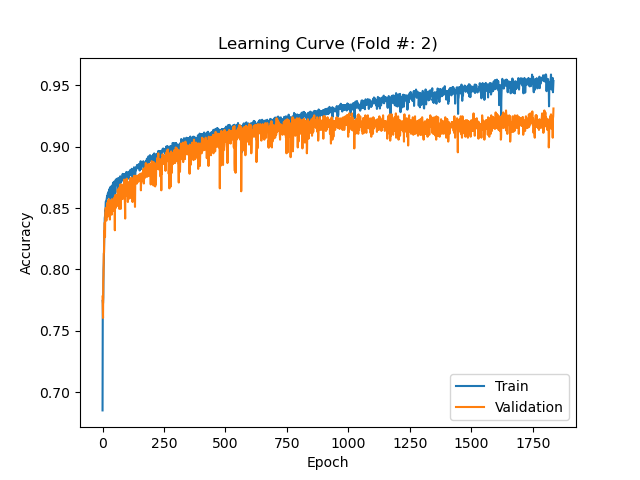 Learning Curve (Fold #: 2)
0.95
0.90
0.85
0.80
0.75
0.70
Accuracy
Train
Validation
0 250 500 750 1000 1250 1500 1750
Epoch